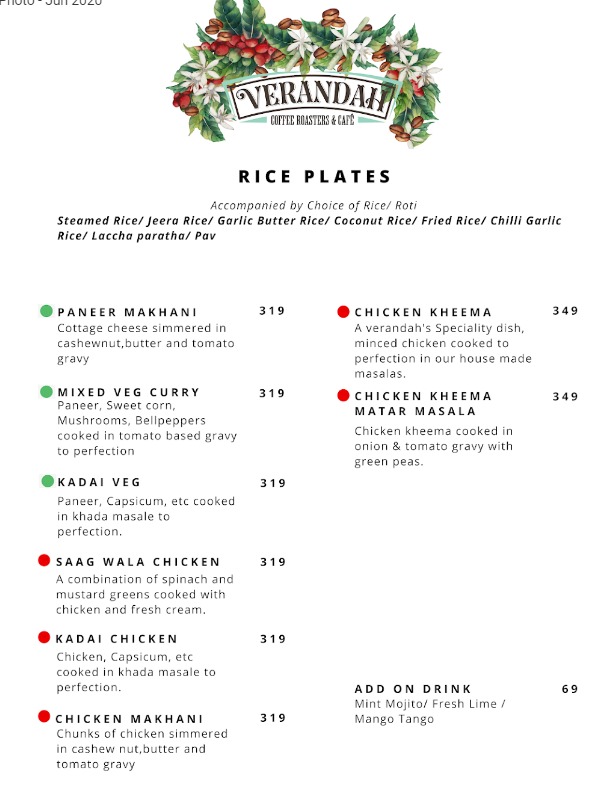 Photo - Jun 2020
VERANDAH
COFFEE ROASTERS & CAFÉ
RICE PLATES
Accompanied by Choice of Rice/ Roti
Steamed Rice/ Jeera Rice/ Garlic Butter Rice/ Coconut Rice/ Fried Rice/ Chilli Garlic
Rice/ Laccha paratha/ Pav
PANEER MAKHANI 319
Cottage cheese simmered in
cashewnut,butter and tomato
gravy
MIXED VEG CURRY 319
Paneer, Sweet corn,
Mushrooms, Bellpeppers
cooked in tomato based gravy
to perfection
KADAI VEG 319
Paneer, Capsicum, etc cooked
in khada masale to
perfection.
SAAG WALA CHICKEN 319
A combination of spinach and
mustard greens cooked with
chicken and fresh cream.
KADAI CHICKEN 319
Chicken, Capsicum, etc
cooked in khada masale to
perfection.
CHICKEN MAKHANI 319
Chunks of chicken simmered
in cashew nut,butter and
tomato gravy
CHICKEN KHEEMA 349
A verandah's Speciality dish,
minced chicken cooked to
perfection in our house made
masalas.
CHICKEN KHEEMA 349
MATAR MASALA
Chicken kheema cooked in
onion & tomato gravy with
green peas.
ADD ON DRINK 69
Mint Mojito/ Fresh Lime /
Mango Tango